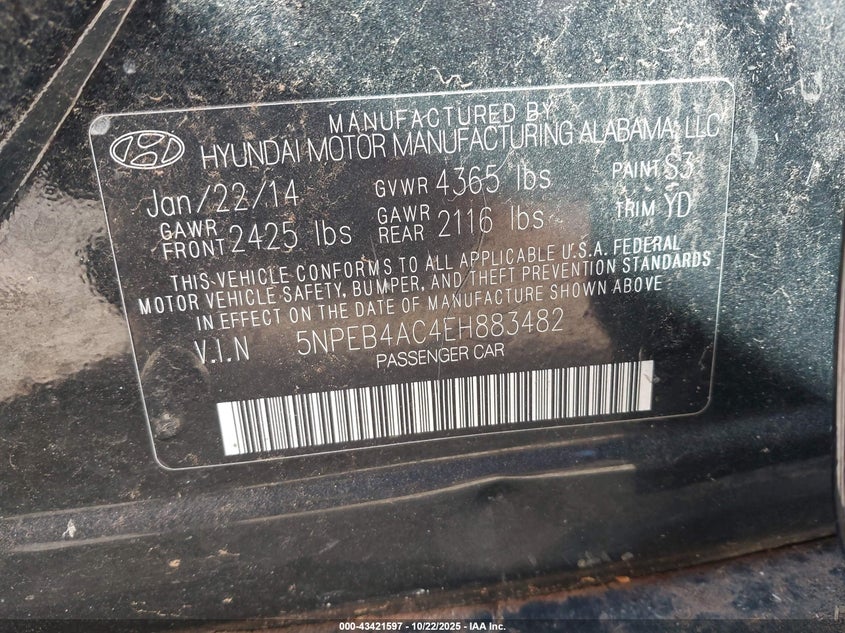 MANUFACTURED BY
HYUNDAI MOTOR MANUFACTURING ALABAMA, LLC
Jan/22/14 GVWR 4365 lbs PAINT S3
GAWR FRONT 2425 lbs GAWR REAR 2116 lbs TRIM YD
THIS VEHICLE CONFORMS TO ALL APPLICABLE U.S.A. FEDERAL
MOTOR VEHICLE SAFETY, BUMPER, AND THEFT PREVENTION STANDARDS
IN EFFECT ON THE DATE OF MANUFACTURE SHOWN ABOVE
V.I.N 5NPEB4AC4EH883482
PASSENGER CAR
000-43421597 - 10/22/2025 - IAA Inc.